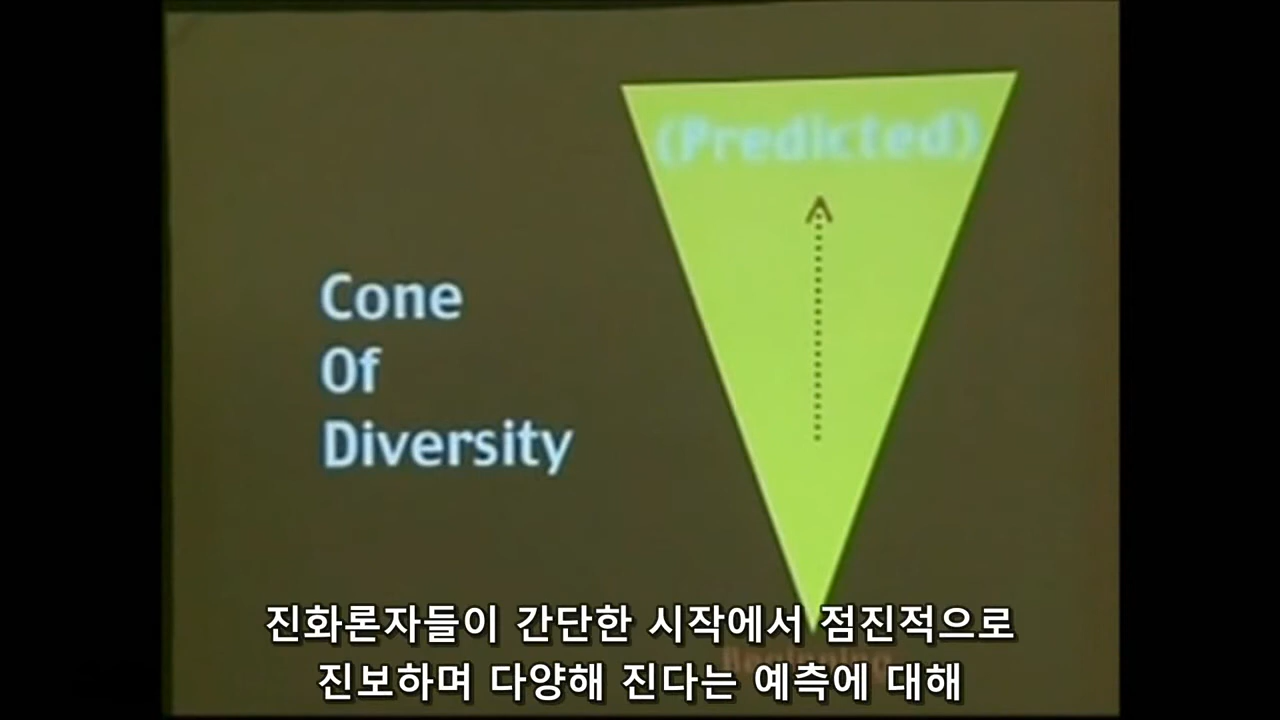 (Predicted)
Cone
Of
Diversity
진화론자들이 간단한 시작에서 점진적으로
진보하며 다양해 진다는 예측에 대해